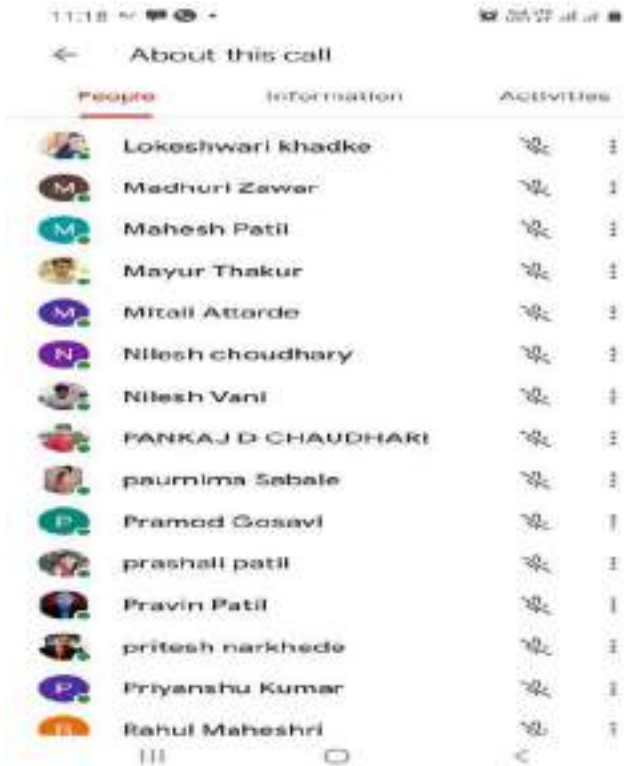 11:18
About this call
People Information Activities
Lokeshwari khadke
M Madhuri Zawar
M Mahesh Patil
Mayur Thakur
M Mitali Attarde
N Nilesh choudhary
Nilesh Vani
PANKAJ D CHAUDHARI
paurnima Sabale
P Pramod Gosavi
prashali patil
Pravin Patil
pritesh narkhede
P Priyanshu Kumar
R Rahul Maheshri